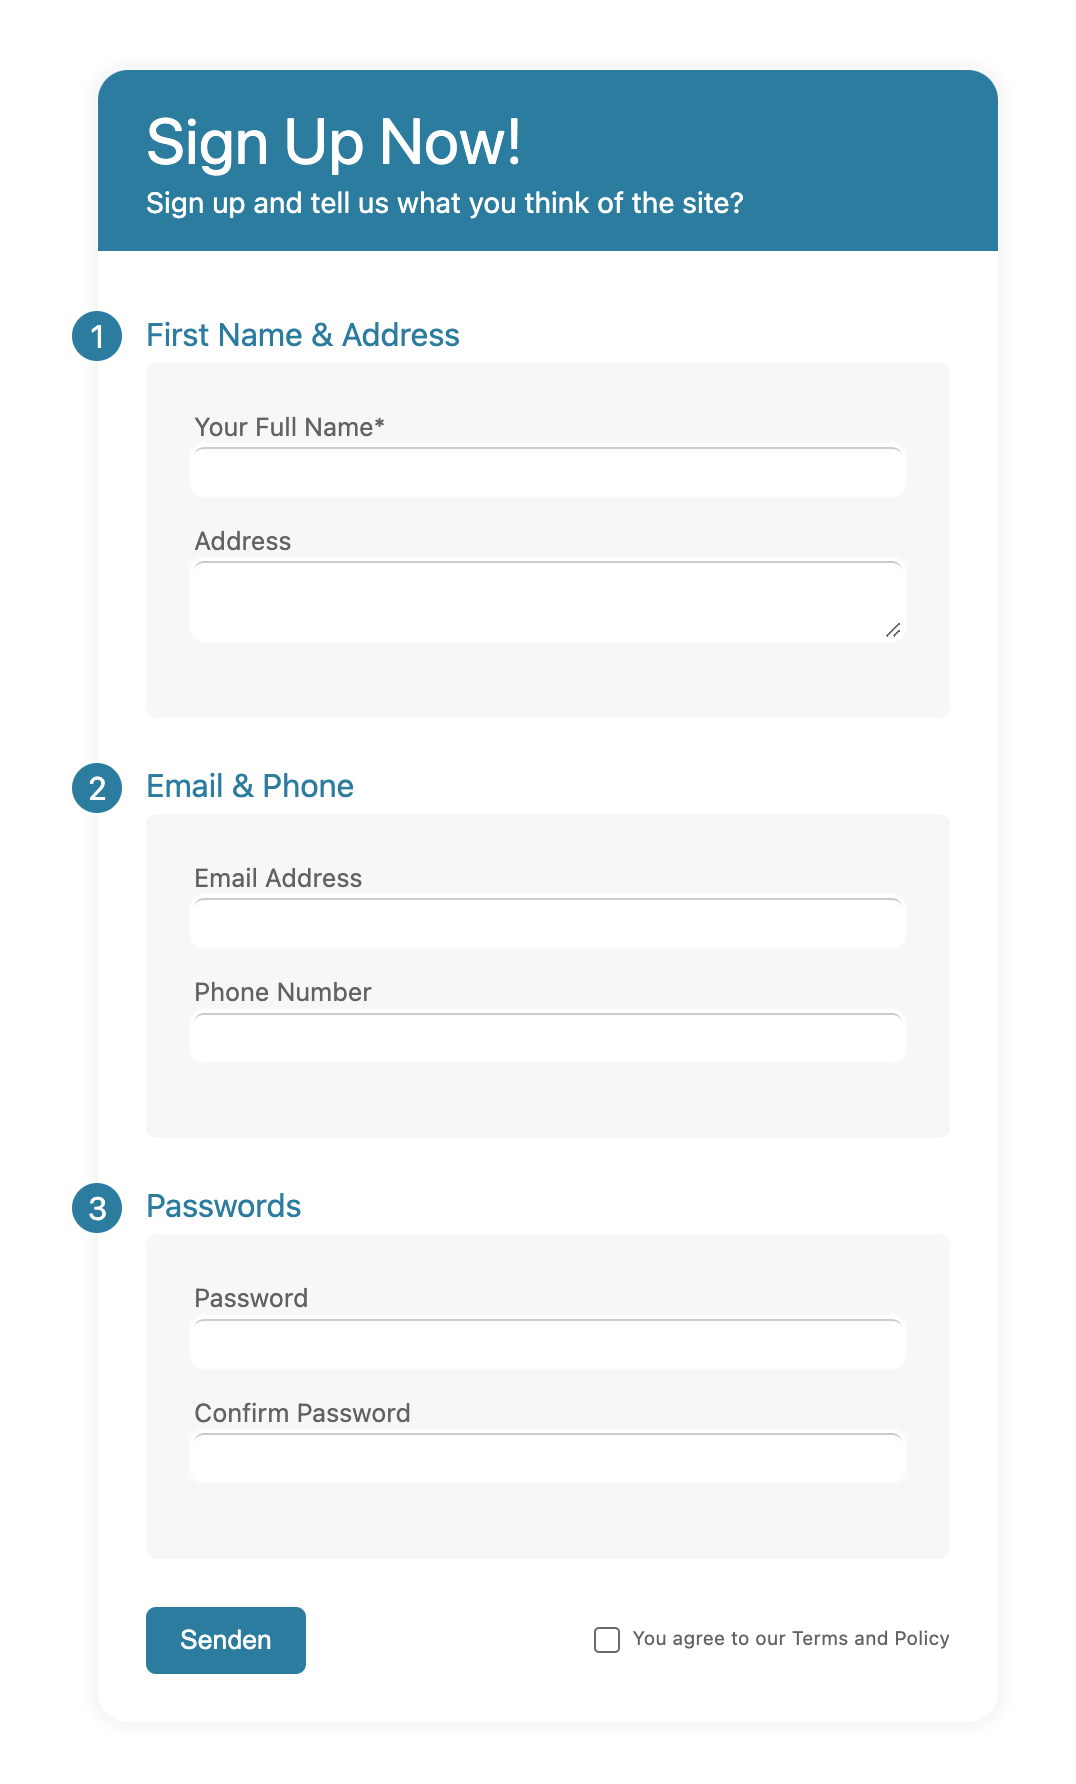 Sign Up Now!
Sign up and tell us what you think of the site?
1 First Name & Address
Your Full Name*
Address
2 Email & Phone
Email Address
Phone Number
3 Passwords
Password
Confirm Password
Senden
You agree to our Terms and Policy